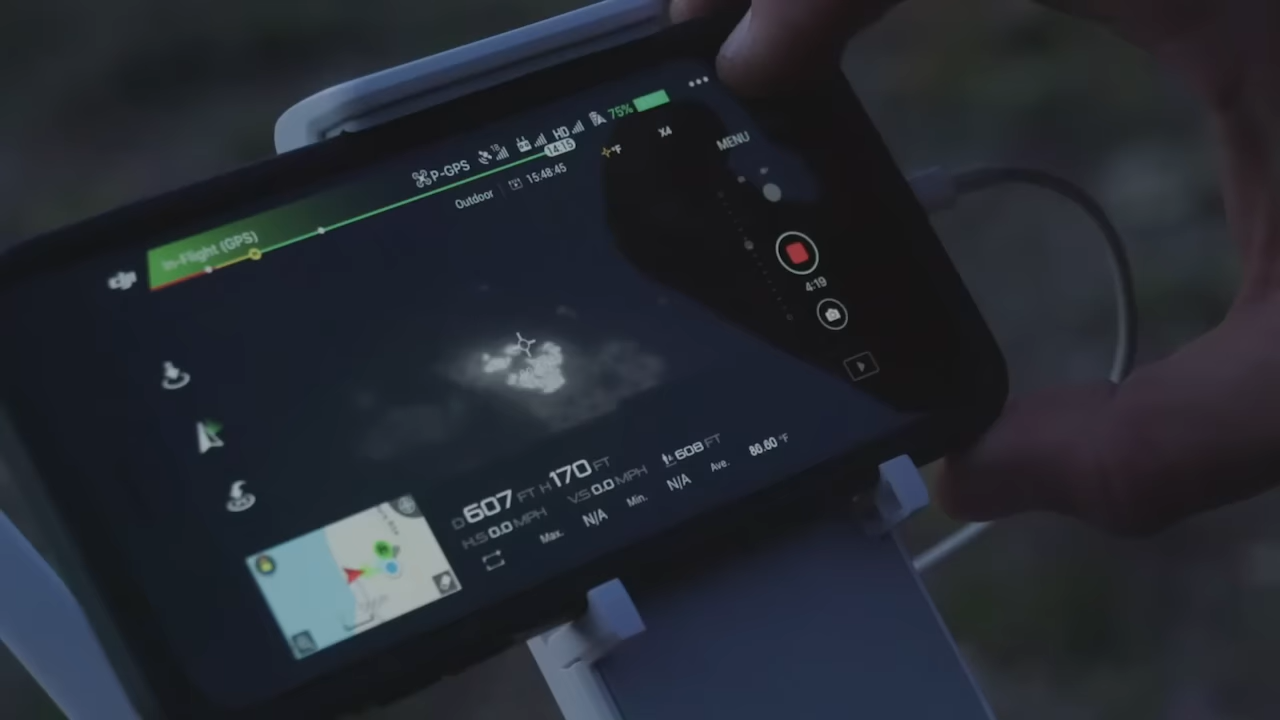 In-Flight (GPS)
P-GPS 18 HD 75%
14:15
Outdoor 15:48:45
°F X4 MENU
4:19
D 607 FT H 170 FT 608 FT
H.S 0.0 MPH V.S 0.0 MPH
Max. N/A Min. N/A Ave. 80.60 °F
H